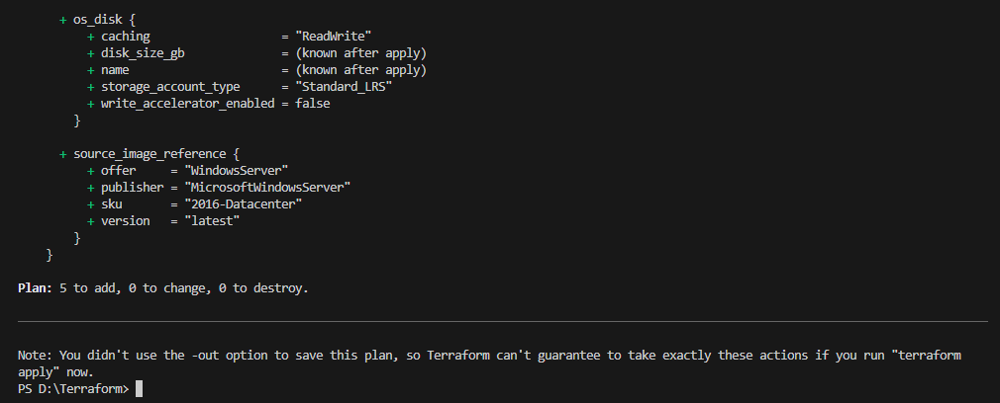 + os_disk {
+ caching = "ReadWrite"
+ disk_size_gb = (known after apply)
+ name = (known after apply)
+ storage_account_type = "Standard_LRS"
+ write_accelerator_enabled = false
}
+ source_image_reference {
+ offer = "WindowsServer"
+ publisher = "MicrosoftWindowsServer"
+ sku = "2016-Datacenter"
+ version = "latest"
}
}
Plan: 5 to add, 0 to change, 0 to destroy.
Note: You didn't use the -out option to save this plan, so Terraform can't guarantee to take exactly these actions if you run "terraform
apply" now.
PS D:\Terraform>